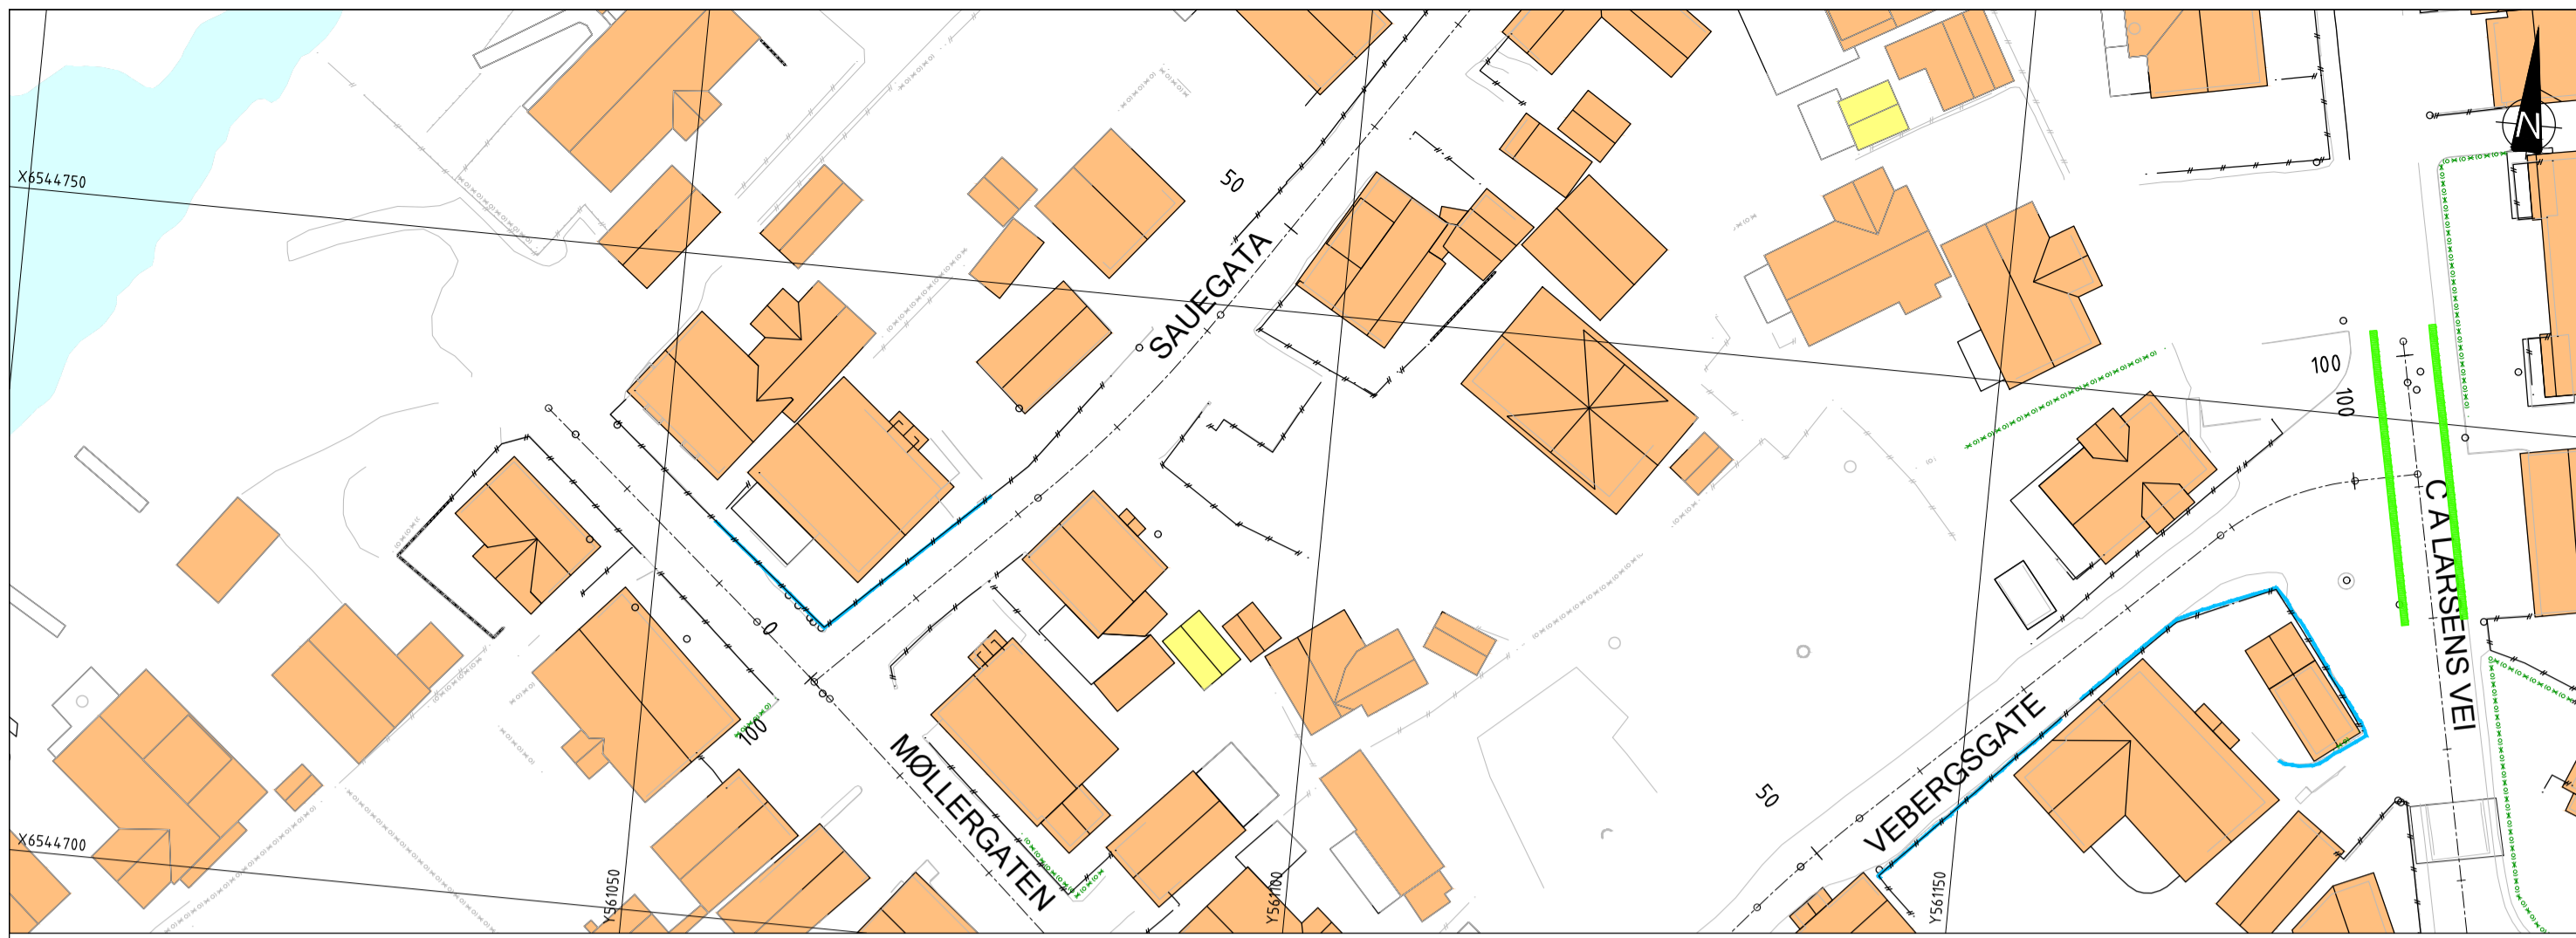 N
X6544750
50
SAUEGATA
100
100
C A LARSENS VEI
0
100
MØLLERGATEN
50
VEBERGSGATE
X6544700
Y561050
Y561100
Y561150